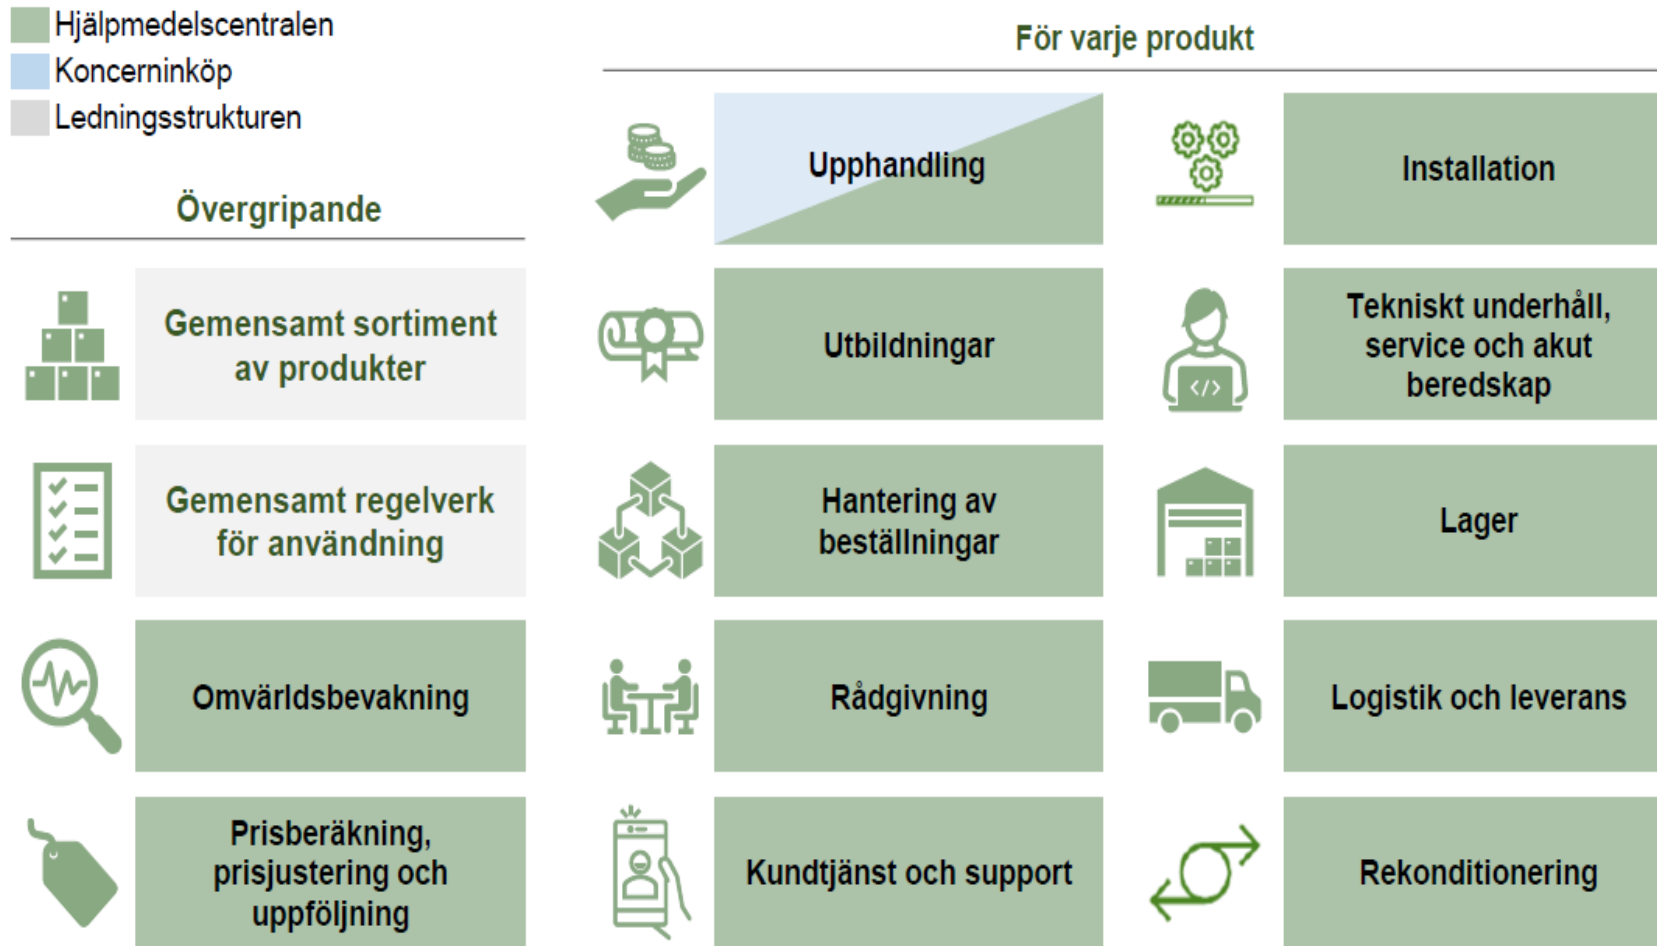 Hjälpmedelscentralen
Koncerninköp
Ledningsstrukturen
Övergripande
Gemensamt sortiment
av produkter
Gemensamt regelverk
för användning
Omvärldsbevakning
Prisberäkning,
prisjustering och
uppföljning
För varje produkt
Upphandling
Utbildningar
Hantering av
beställningar
Rådgivning
Kundtjänst och support
Installation
Tekniskt underhåll,
service och akut
beredskap
</>
Lager
Logistik och leverans
Rekonditionering